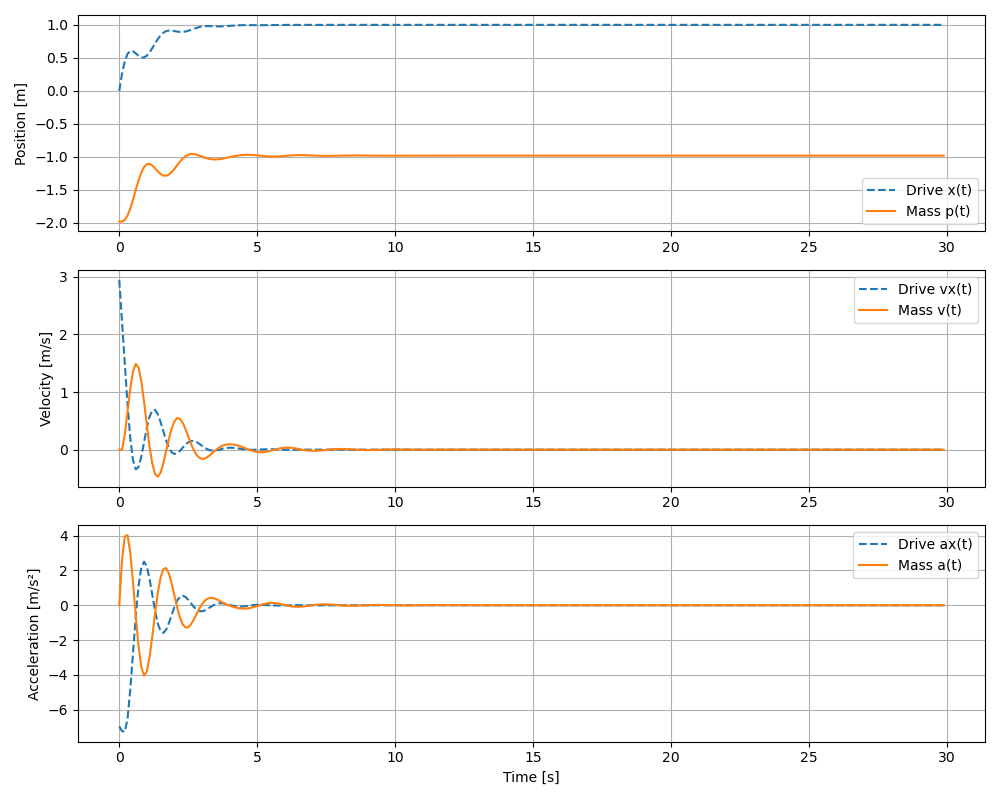 Position [m]
1.0
0.5
0.0
−0.5
−1.0
−1.5
−2.0
Drive x(t)
Mass p(t)
0 5 10 15 20 25 30
Velocity [m/s]
3
2
1
0
Drive vx(t)
Mass v(t)
0 5 10 15 20 25 30
Acceleration [m/s²]
4
2
0
−2
−4
−6
Drive ax(t)
Mass a(t)
0 5 10 15 20 25 30
Time [s]